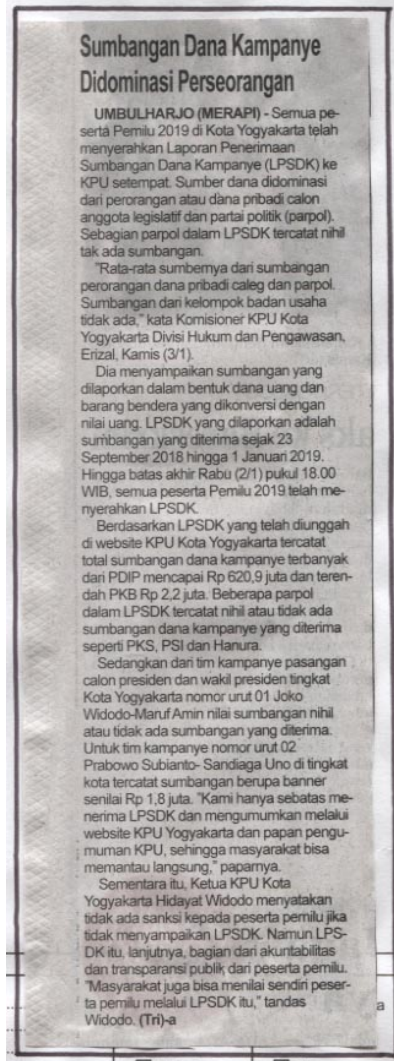 Sumbangan Dana Kampanye
Didominasi Perseorangan
UMBULHARJO (MERAPI) - Semua pe-
serta Pemilu 2019 di Kota Yogyakarta telah
menyerahkan Laporan Penerimaan
Sumbangan Dana Kampanye (LPSDK) ke
KPU setempat. Sumber dana didominasi
dari perorangan atau dana pribadi calon
anggota legislatif dan partai politik (parpol).
Sebagian parpol dalam LPSDK tercatat nihil
tak ada sumbangan.
"Rata-rata sumbernya dari sumbangan
perorangan dana pribadi caleg dan parpol.
Sumbangan dari kelompok badan usaha
tidak ada," kata Komisioner KPU Kota
Yogyakarta Divisi Hukum dan Pengawasan,
Erizal, Kamis (3/1).
Dia menyampaikan sumbangan yang
dilaporkan dalam bentuk dana uang dan
barang bendera yang dikonversi dengan
nilai uang. LPSDK yang dilaporkan adalah
sumbangan yang diterima sejak 23
September 2018 hingga 1 Januari 2019.
Hingga batas akhir Rabu (2/1) pukul 18.00
WIB, semua peserta Pemilu 2019 telah me-
nyerahkan LPSDK.
Berdasarkan LPSDK yang telah diunggah
di website KPU Kota Yogyakarta tercatat
total sumbangan dana kampanye terbanyak
dari PDIP mencapai Rp 620,9 juta dan teren-
dah PKB Rp 2,2 juta. Beberapa parpol
dalam LPSDK tercatat nihil atau tidak ada
sumbangan dana kampanye yang diterima
seperti PKS, PSI dan Hanura.
Sedangkan dari tim kampanye pasangan
calon presiden dan wakil presiden tingkat
Kota Yogyakarta nomor urut 01 Joko
Widodo-Maruf Amin nilai sumbangan nihil
atau tidak ada sumbangan yang diterima.
Untuk tim kampanye nomor urut 02
Prabowo Subianto- Sandiaga Uno di tingkat
kota tercatat sumbangan berupa banner
senilai Rp 1,8 juta. "Kami hanya sebatas me-
nerima LPSDK dan mengumumkan melalui
website KPU Yogyakarta dan papan pengu-
muman KPU, sehingga masyarakat bisa
memantau langsung," paparnya.
Sementara itu, Ketua KPU Kota
Yogyakarta Hidayat Widodo menyatakan
tidak ada sanksi kepada peserta pemilu jika
tidak menyampaikan LPSDK. Namun LPS-
DK itu, lanjutnya, bagian dari akuntabilitas
dan transparansi publik dari peserta pemilu.
"Masyarakat juga bisa menilai sendiri peser-
ta pemilu melalui LPSDK itu," tandas
Widodo. (Tri)-a
a